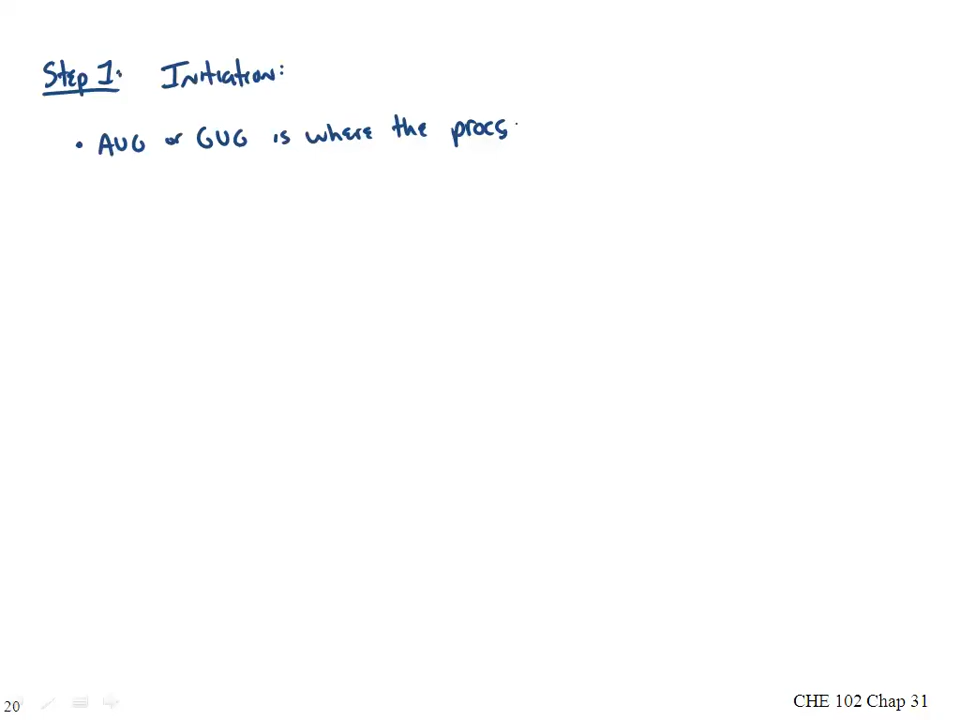 Step 1: Initiation:
• AUG or GUG is where the procs
20
CHE 102 Chap 31